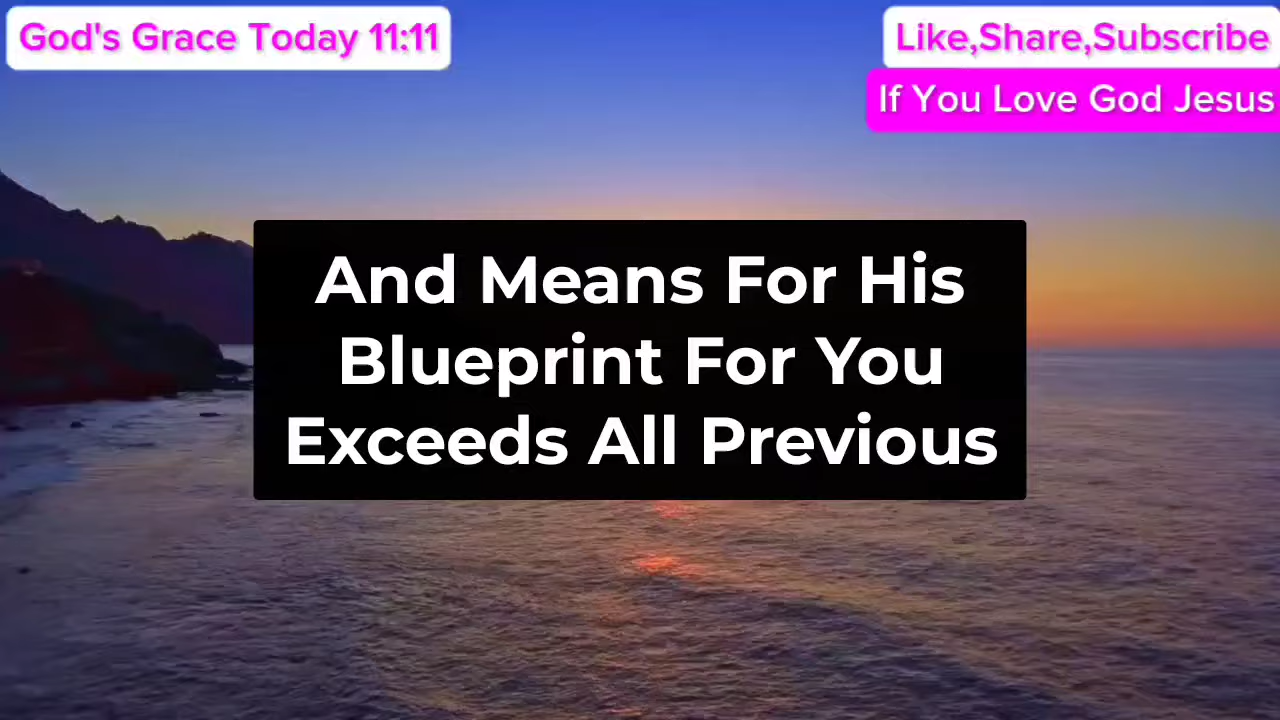 God's Grace Today 11:11
Like,Share,Subscribe
If You Love God Jesus
And Means For His
Blueprint For You
Exceeds All Previous